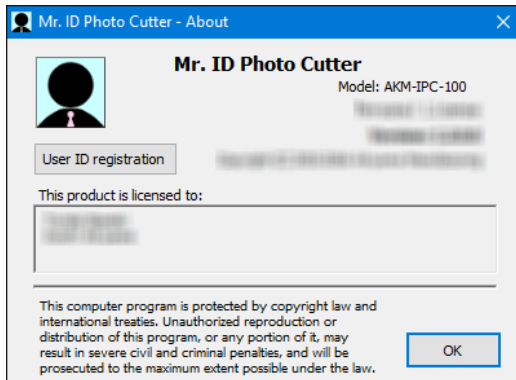 Mr. ID Photo Cutter - About
Mr. ID Photo Cutter
Model: AKM-IPC-100
User ID registration
This product is licensed to:
This computer program is protected by copyright law and
international treaties. Unauthorized reproduction or
distribution of this program, or any portion of it, may
result in severe civil and criminal penalties, and will be
prosecuted to the maximum extent possible under the law.
OK